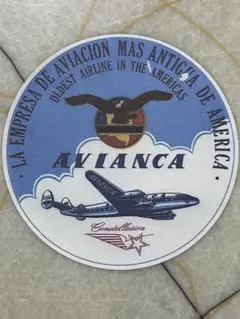 · LA EMPRESA DE AVIACION MAS ANTIGUA DE AMERICA ·
OLDEST AIRLINE IN THE AMERICAS
AVIANCA
Constellation